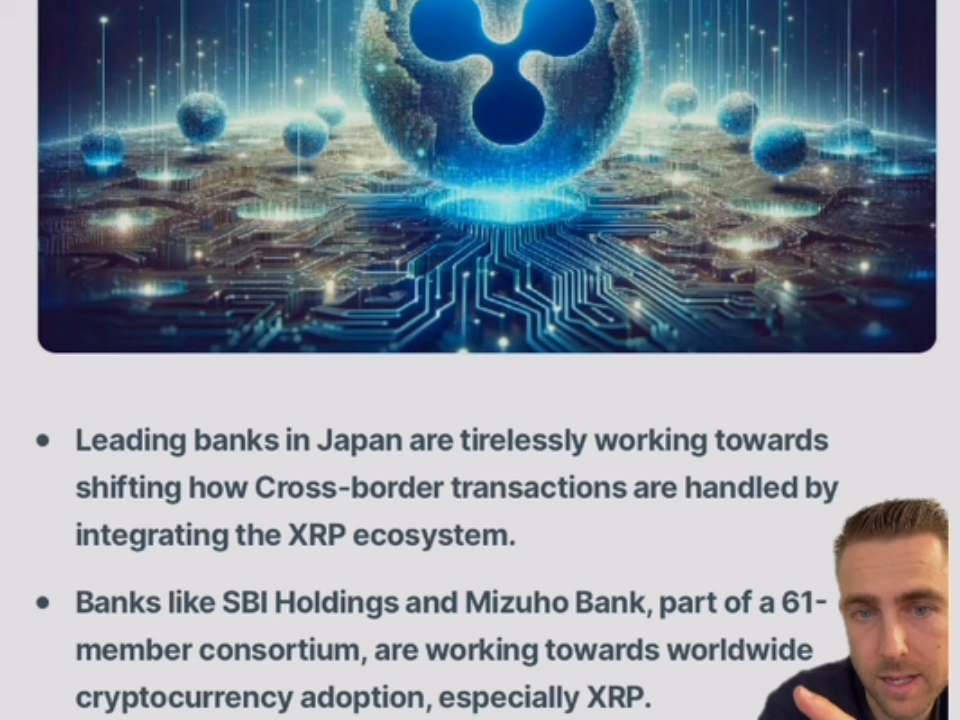 • Leading banks in Japan are tirelessly working towards
shifting how Cross-border transactions are handled by
integrating the XRP ecosystem.
• Banks like SBI Holdings and Mizuho Bank, part of a 61-
member consortium, are working towards worldwide
cryptocurrency adoption, especially XRP.